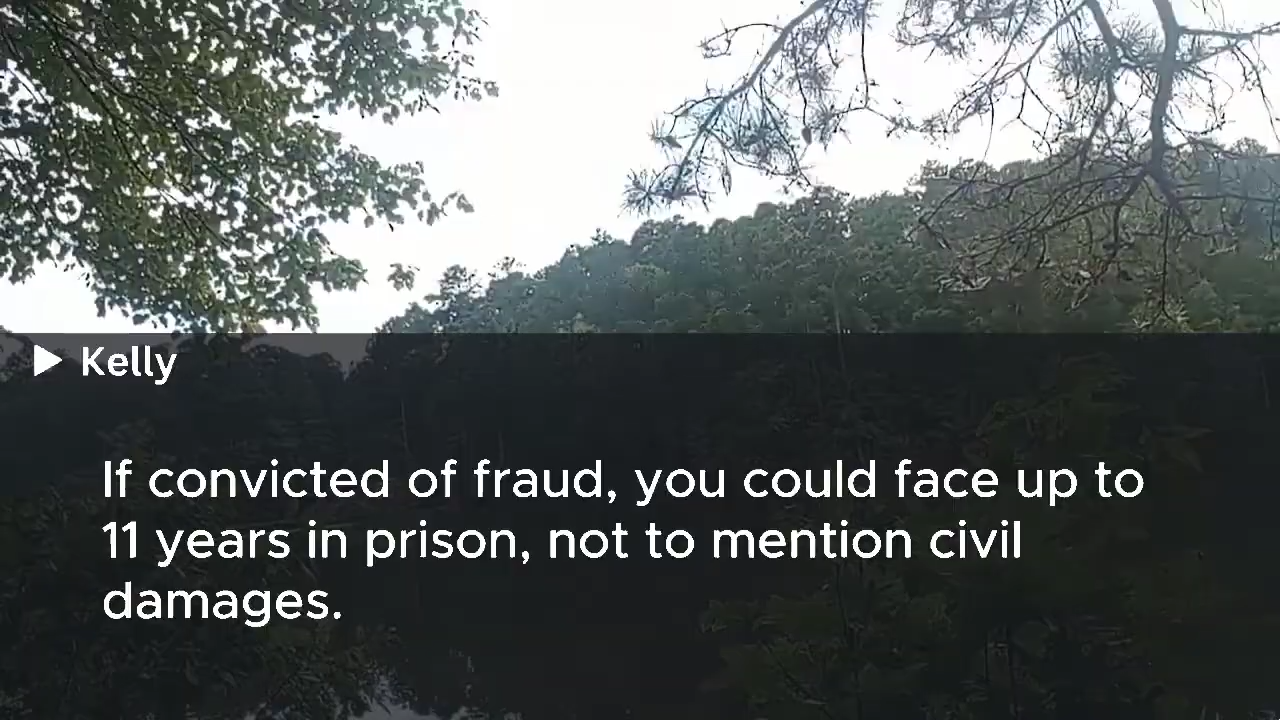 Kelly
If convicted of fraud, you could face up to
11 years in prison, not to mention civil
damages.